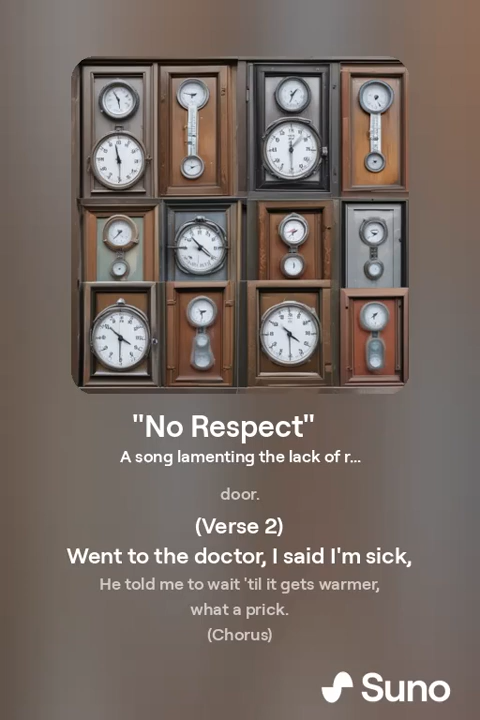 "No Respect"
A song lamenting the lack of r...
door.
(Verse 2)
Went to the doctor, I said I'm sick,
He told me to wait 'til it gets warmer,
what a prick.
(Chorus)
Suno